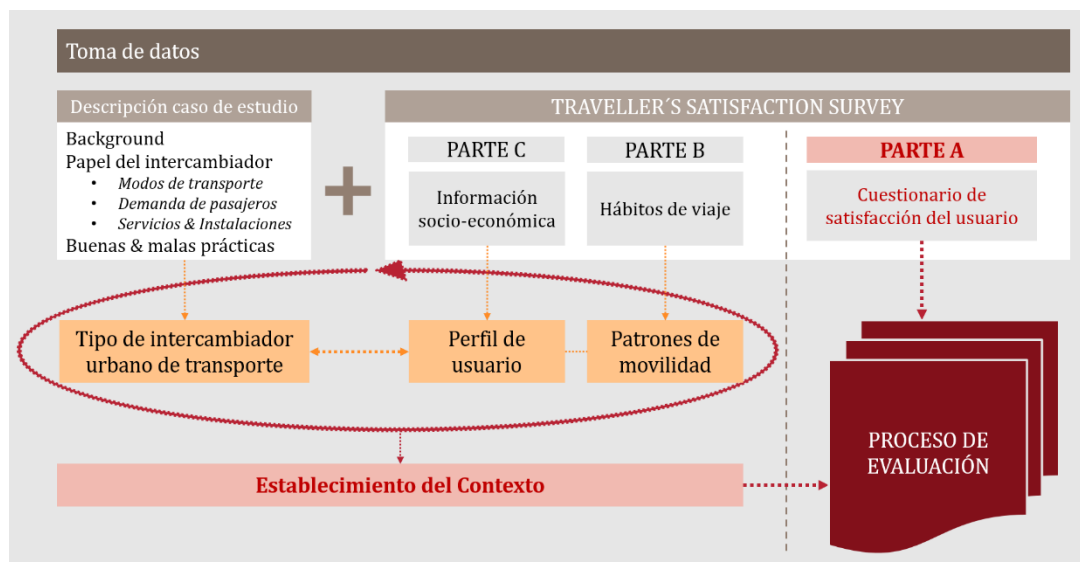 Toma de datos
Descripción caso de estudio
Background
Papel del intercambiador
• Modos de transporte
• Demanda de pasajeros
• Servicios & Instalaciones
Buenas & malas prácticas
TRAVELLER´S SATISFACTION SURVEY
PARTE C
Información
socio-económica
PARTE B
Hábitos de viaje
PARTE A
Cuestionario de
satisfacción del usuario
Tipo de intercambiador
urbano de transporte
Perfil de
usuario
Patrones de
movilidad
Establecimiento del Contexto
PROCESO DE
EVALUACIÓN